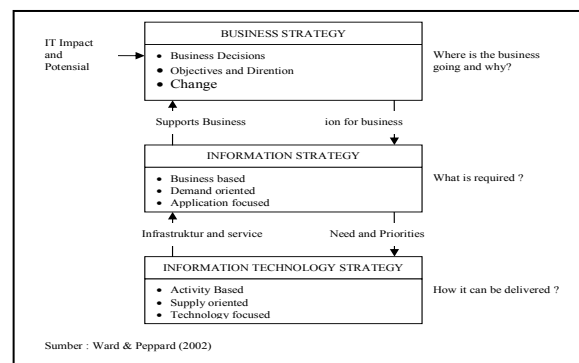 BUSINESS STRATEGY
IT Impact
and
Potensial
• Business Decisions
• Objectives and Dirention
• Change
Where is the business
going and why?
Supports Business
ion for business
INFORMATION STRATEGY
• Business based
• Demand oriented
• Application focused
What is required ?
Infrastruktur and service
Need and Priorities
INFORMATION TECHNOLOGY STRATEGY
• Activity Based
• Supply oriented
• Technology focused
How it can be delivered ?
Sumber : Ward & Peppard (2002)